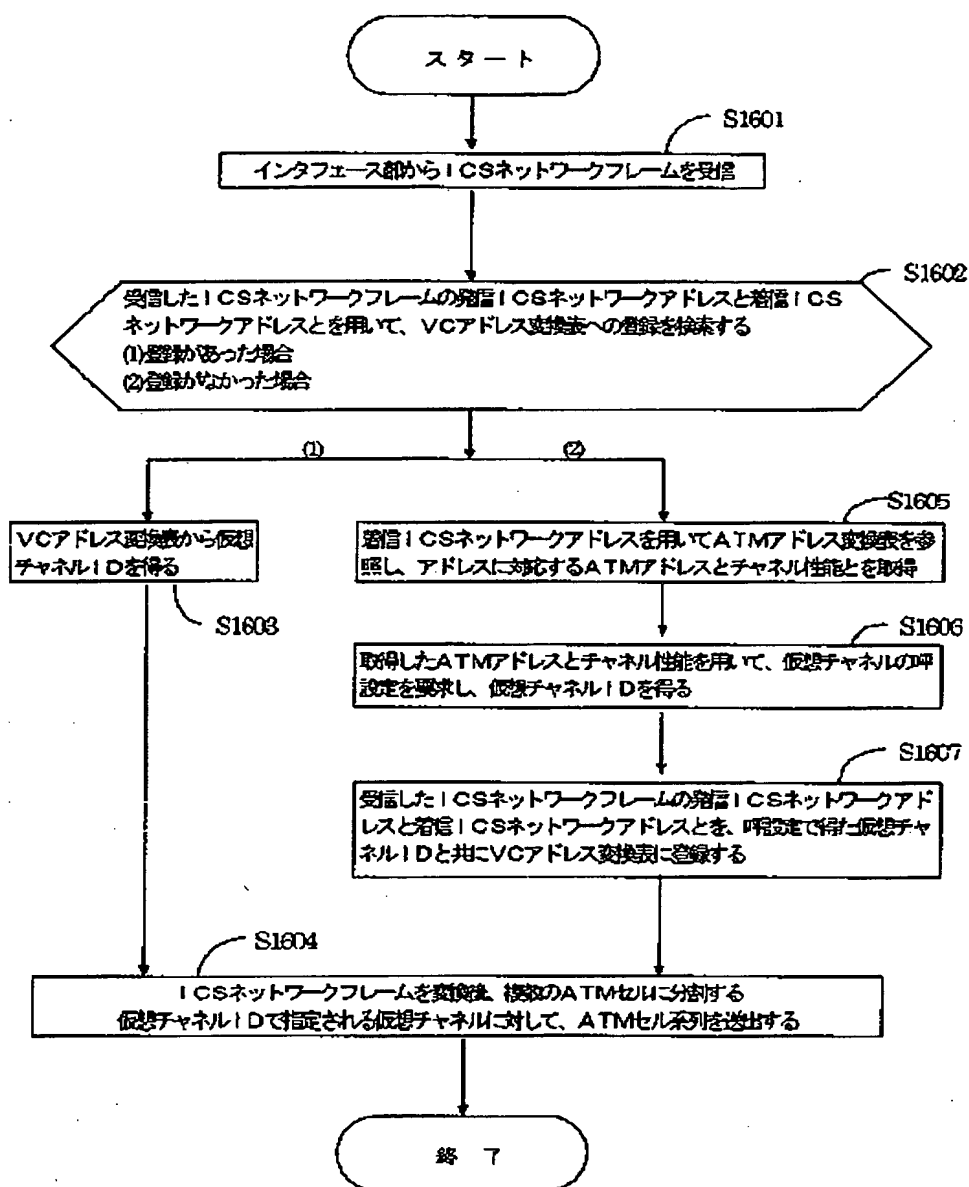 スタート
S1601
インタフェース部からICSネットワークフレームを受信
S1602
受信したICSネットワークフレームの発信ICSネットワークアドレスと着信ICS
ネットワークアドレスとを用いて、VCアドレス変換表への登録を検索する
(1)登録があった場合
(2)登録がなかった場合
(1)
(2)
S1603
VCアドレス変換表から仮想
チャネルIDを得る
S1605
着信ICSネットワークアドレスを用いてATMアドレス変換表を参
照し、アドレスに対応するATMアドレスとチャネル性能とを取得
S1606
取得したATMアドレスとチャネル性能を用いて、仮想チャネルの呼
設定を要求し、仮想チャネルIDを得る
S1607
受信したICSネットワークフレームの発信ICSネットワークアド
レスと着信ICSネットワークアドレスとを、呼設定で得た仮想チャ
ネルIDと共にVCアドレス変換表に登録する
S1604
ICSネットワークフレームを変換後、複数のATMセルに分割する
仮想チャネルIDで指定される仮想チャネルに対して、ATMセル系列を送出する
終了